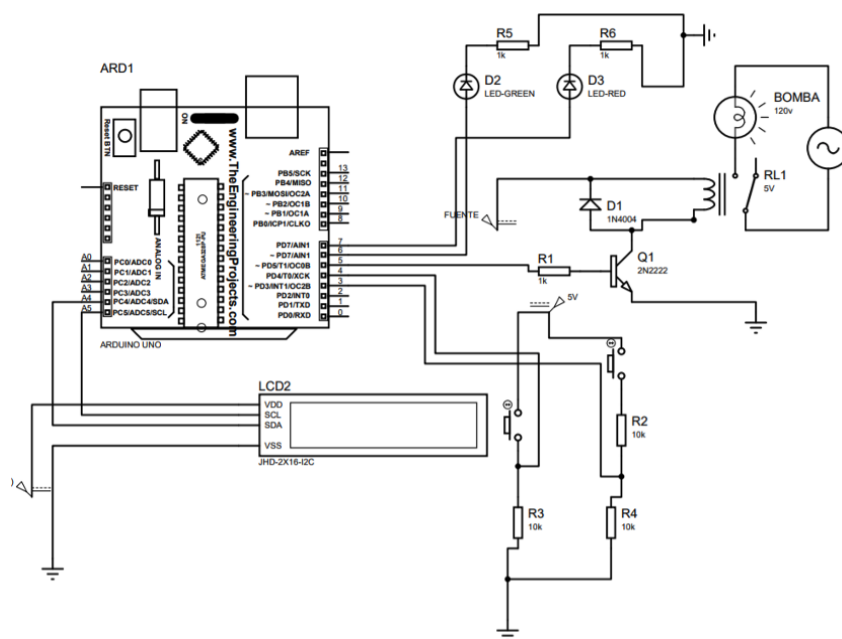 ARD1
ARDUINO UNO
Reset BTN
ON
www.TheEngineeringProjects.com
ANALOG IN
RESET
AREF
PB5/SCK
PB4/MISO
~ PB3/MOSI/OC2A
~ PB2/OC1B
~ PB1/OC1A
PB0/ICP1/CLKO
13
12
11
10
9
8
PD7/AIN1
~ PD7/AIN1
~ PD5/T1/OC0B
PD4/T0/XCK
~ PD3/INT1/OC2B
PD2/INT0
PD1/TXD
PD0/RXD
7
6
5
4
3
2
1
0
A0
A1
A2
A3
A4
A5
PC0/ADC0
PC1/ADC1
PC2/ADC2
PC3/ADC3
PC4/ADC4/SDA
PC5/ADC5/SCL
R5
1k
R6
1k
D2
LED-GREEN
D3
LED-RED
BOMBA
120v
RL1
5V
FUENTE
D1
1N4004
R1
1k
Q1
2N2222
5V
R2
10k
R3
10k
R4
10k
LCD2
VDD
SCL
SDA
VSS
JHD-2X16-I2C